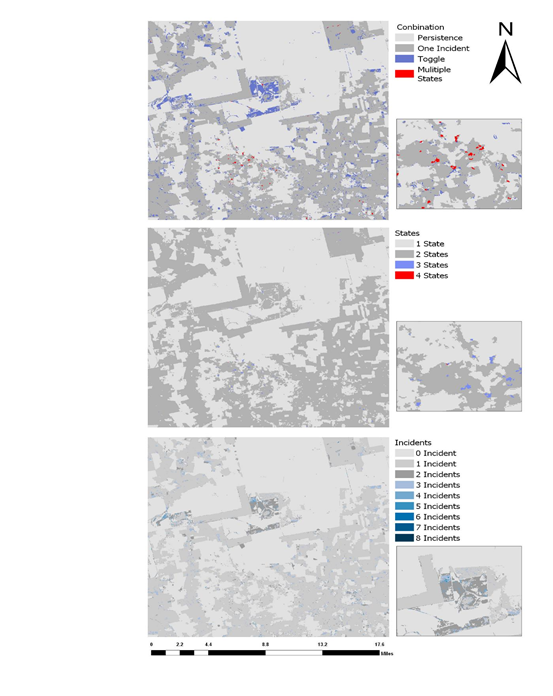 Combination
N
Persistence
One Incident
Toggle
Mulitiple
States
States
1 State
2 States
3 States
4 States
Incidents
0 Incident
1 Incident
2 Incidents
3 Incidents
4 Incidents
5 Incidents
6 Incidents
7 Incidents
8 Incidents
0 2.2 4.4 8.8 13.2 17.6
Miles